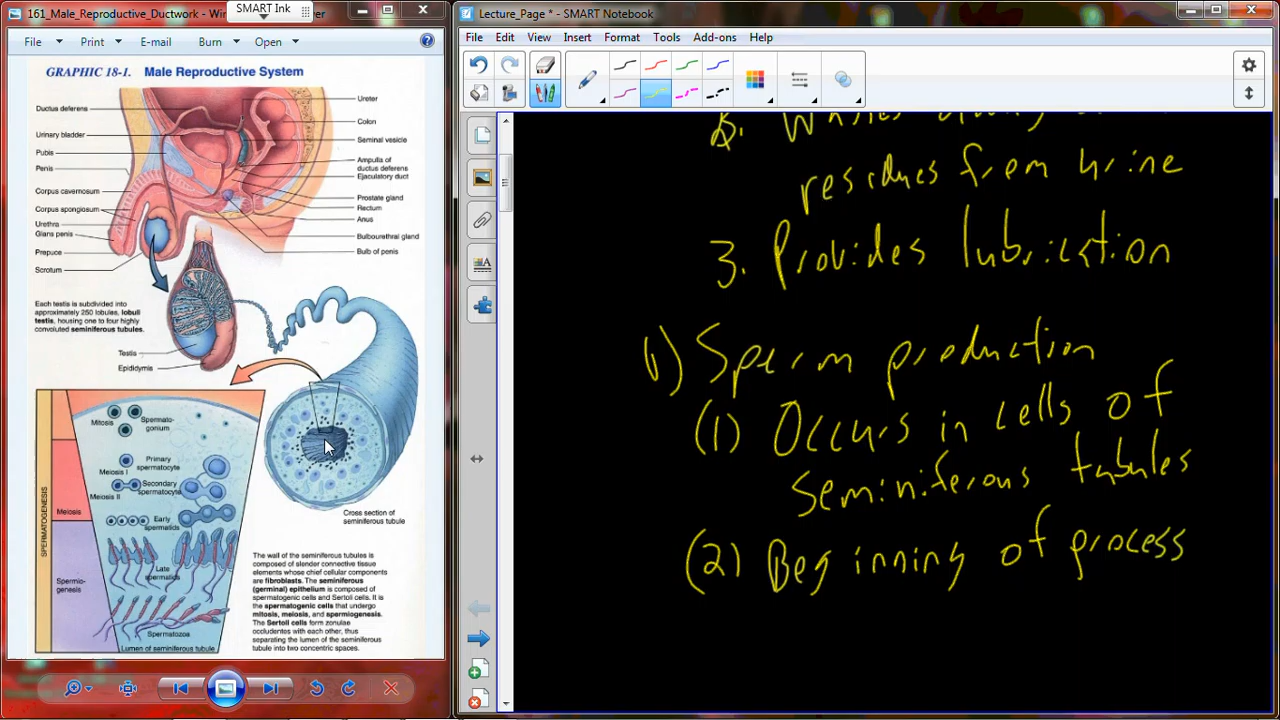 161_Male_Reproductive_Ductwork - Win
SMART Ink
File Print E-mail Burn Open
GRAPHIC 18-1. Male Reproductive System
Ductus deferens
Urinary bladder
Pubis
Penis
Corpus cavernosum
Corpus spongiosum
Urethra
Glans penis
Prepuce
Scrotum
Ureter
Colon
Seminal vesicle
Ampulla of
ductus deferens
Ejaculatory duct
Prostate gland
Rectum
Anus
Bulbourethral gland
Bulb of penis
Each testis is subdivided into
approximately 250 lobules, lobuli
testis, housing one to four highly
convoluted seminiferous tubules.
Testis
Epididymis
SPERMATOGENESIS
Mitosis
Spermato-
gonium
Primary
spermatocyte
Meiosis I
Secondary
spermatocyte
Meiosis II
Meiosis
Early
spermatids
Late
spermatids
Spermio-
genesis
Spermatozoa
Lumen of seminiferous tubule
Cross section of
seminiferous tubule
The wall of the seminiferous tubules is
composed of slender connective tissue
elements whose chief cellular components
are fibroblasts. The seminiferous
(germinal) epithelium is composed of
spermatogenic cells and Sertoli cells. It is
the spermatogenic cells that undergo
mitosis, meiosis, and spermiogenesis.
The Sertoli cells form zonulae
occludentes with each other, thus
separating the lumen of the seminiferous
tubule into two concentric spaces.
Lecture_Page * - SMART Notebook
File Edit View Insert Format Tools Add-ons Help
residues from urine
3. Provides lubrication
Sperm production
(1) Occurs in cells of
seminiferous tubules
(2) Beginning of process